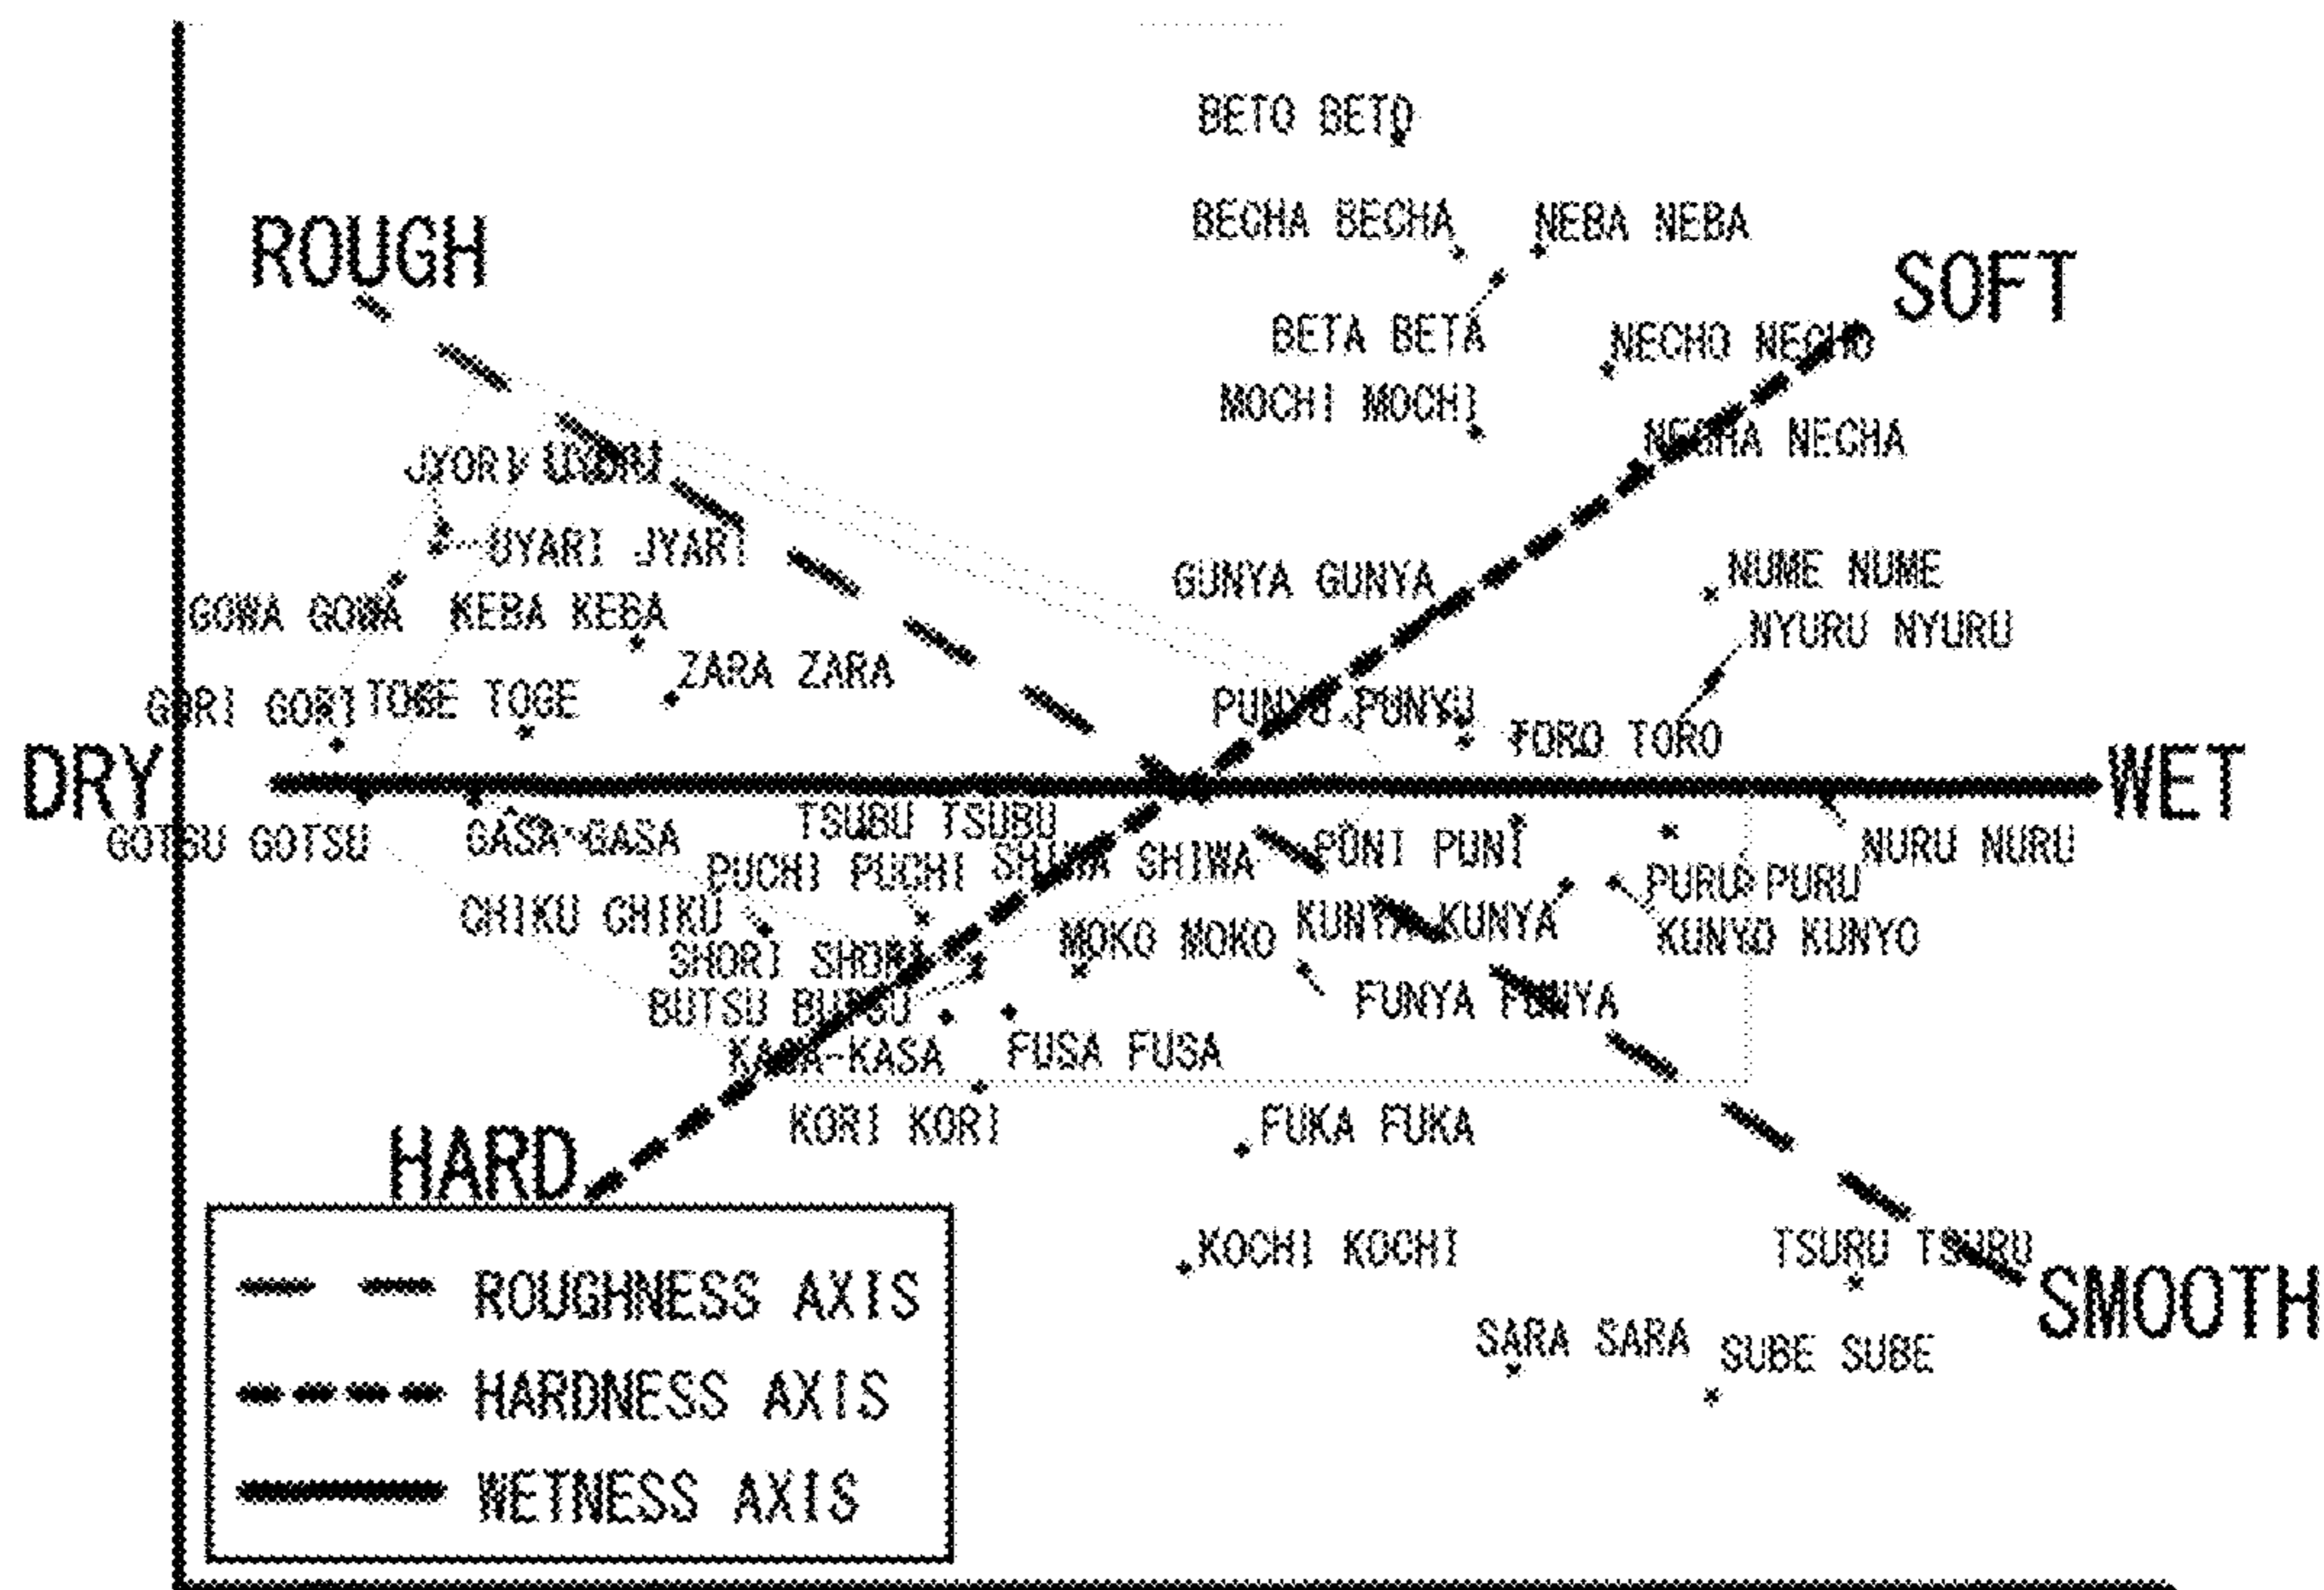 BETO BETO
BECHA BECHA
NEBA NEBA
ROUGH
SOFT
BETA BETA
NECHO NECHO
MOCHI MOCHI
NECHA NECHA
JYORI
UYARI JYARI
GUNYA GUNYA
NUME NUME
GOWA GOWA
KEBA KEBA
NYURU NYURU
ZARA ZARA
GORI GORI
TOGE TOGE
PUNYU PUNYU
TORO TORO
DRY
WET
TSUBU TSUBU
GOTSU GOTSU
GASA-GASA
PUNI PUNI
NURU NURU
PUCHI PUCHI
SHIWA SHIWA
PURU PURU
CHIKU CHIKU
KUNYA KUNYA
MOKO MOKO
KUNYO KUNYO
SHORI
BUTSU BUTSU
FUNYA FUNYA
KASA-KASA
FUSA FUSA
KORI KORI
FUKA FUKA
HARD
KOCHI KOCHI
TSURU TSURU
SMOOTH
SARA SARA
SUBE SUBE
ROUGHNESS AXIS
HARDNESS AXIS
WETNESS AXIS